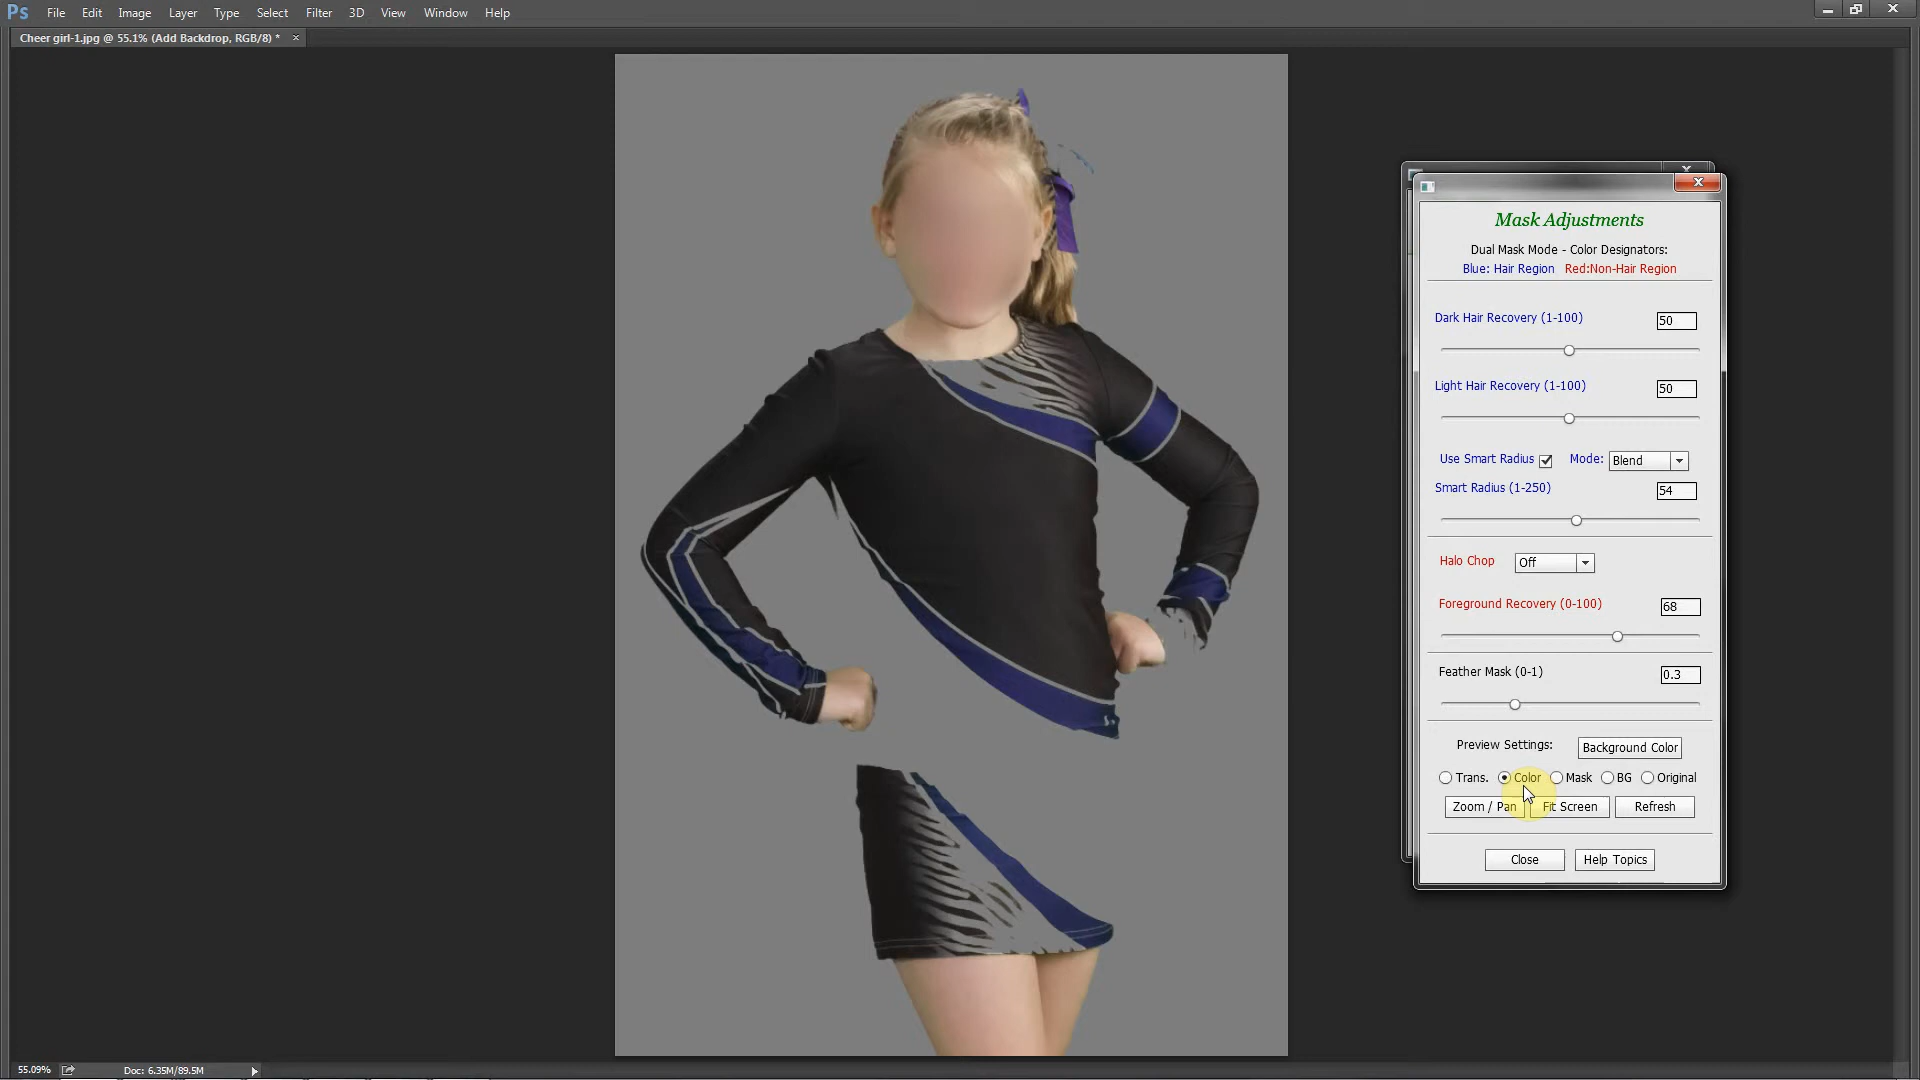 Ps File Edit Image Layer Type Select Filter 3D View Window Help
Cheer girl-1.jpg @ 55.1% (Add Backdrop, RGB/8) * ×
Mask Adjustments
Dual Mask Mode - Color Designators:
Blue: Hair Region Red:Non-Hair Region
Dark Hair Recovery (1-100) 50
Light Hair Recovery (1-100) 50
Use Smart Radius Mode: Blend
Smart Radius (1-250) 54
Halo Chop Off
Foreground Recovery (0-100) 68
Feather Mask (0-1) 0.3
Preview Settings: Background Color
Trans. Color Mask BG Original
Zoom / Pan Fit Screen Refresh
Close Help Topics
55.09% Doc: 6.35M/89.5M